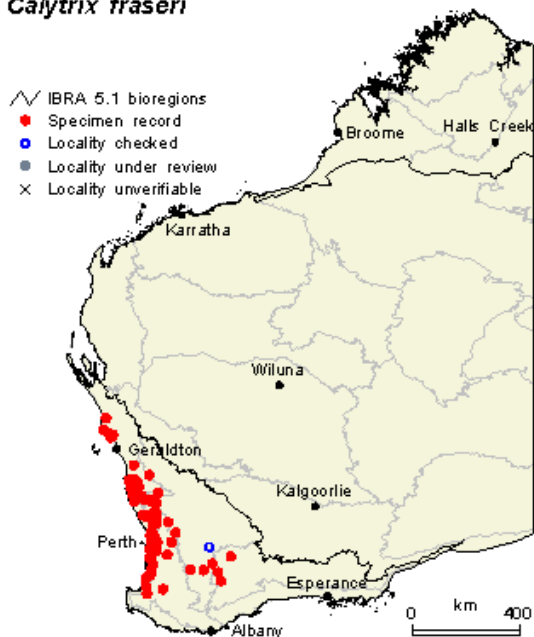 Calytrix fraseri
IBRA 5.1 bioregions
Specimen record
Locality checked
Locality under review
Locality unverifiable
Broome
Halls Creek
Karratha
Wiluna
Geraldton
Kalgoorlie
Perth
Esperance
Albany
km
0 400